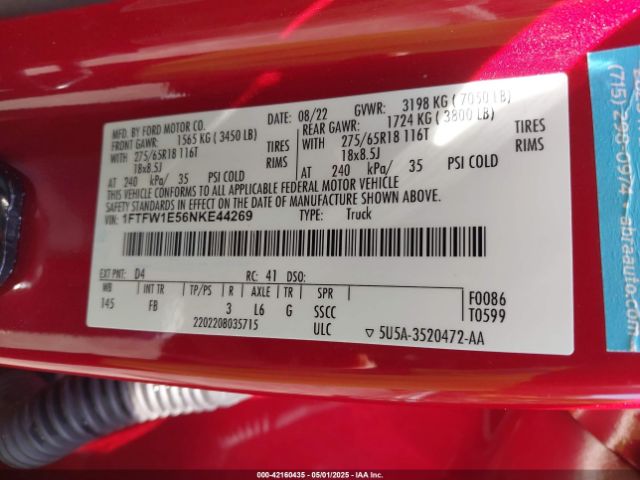 MFD. BY FORD MOTOR CO.
08/22 GVWR: 3198 KG ( 7050 LB)
FRONT GAWR: 1565 KG ( 3450 LB)
REAR GAWR: 1724 KG ( 3800 LB)
WITH 275/65R18 116T TIRES
WITH 275/65R18 116T TIRES
18x8.5J RIMS
18x8.5J RIMS
AT 240 kPa/ 35 PSI COLD
AT 240 kPa/ 35 PSI COLD
THIS VEHICLE CONFORMS TO ALL APPLICABLE FEDERAL MOTOR VEHICLE
SAFETY STANDARDS IN EFFECT ON THE DATE OF MANUFACTURE SHOWN ABOVE
VIN: 1FTFW1E56NKE44269
TYPE: Truck
EXT PNT: D4 RC: 41 DSO:
WB INT TR TP/PS R AXLE TR SPR
145 FB 3 L6 G SSCC
2202208035715 ULC
F0086
T0599
5U5A-3520472-AA
(715) 298-0974 • abraauto.com
000-42160435 - 05/01/2025 - IAA Inc.